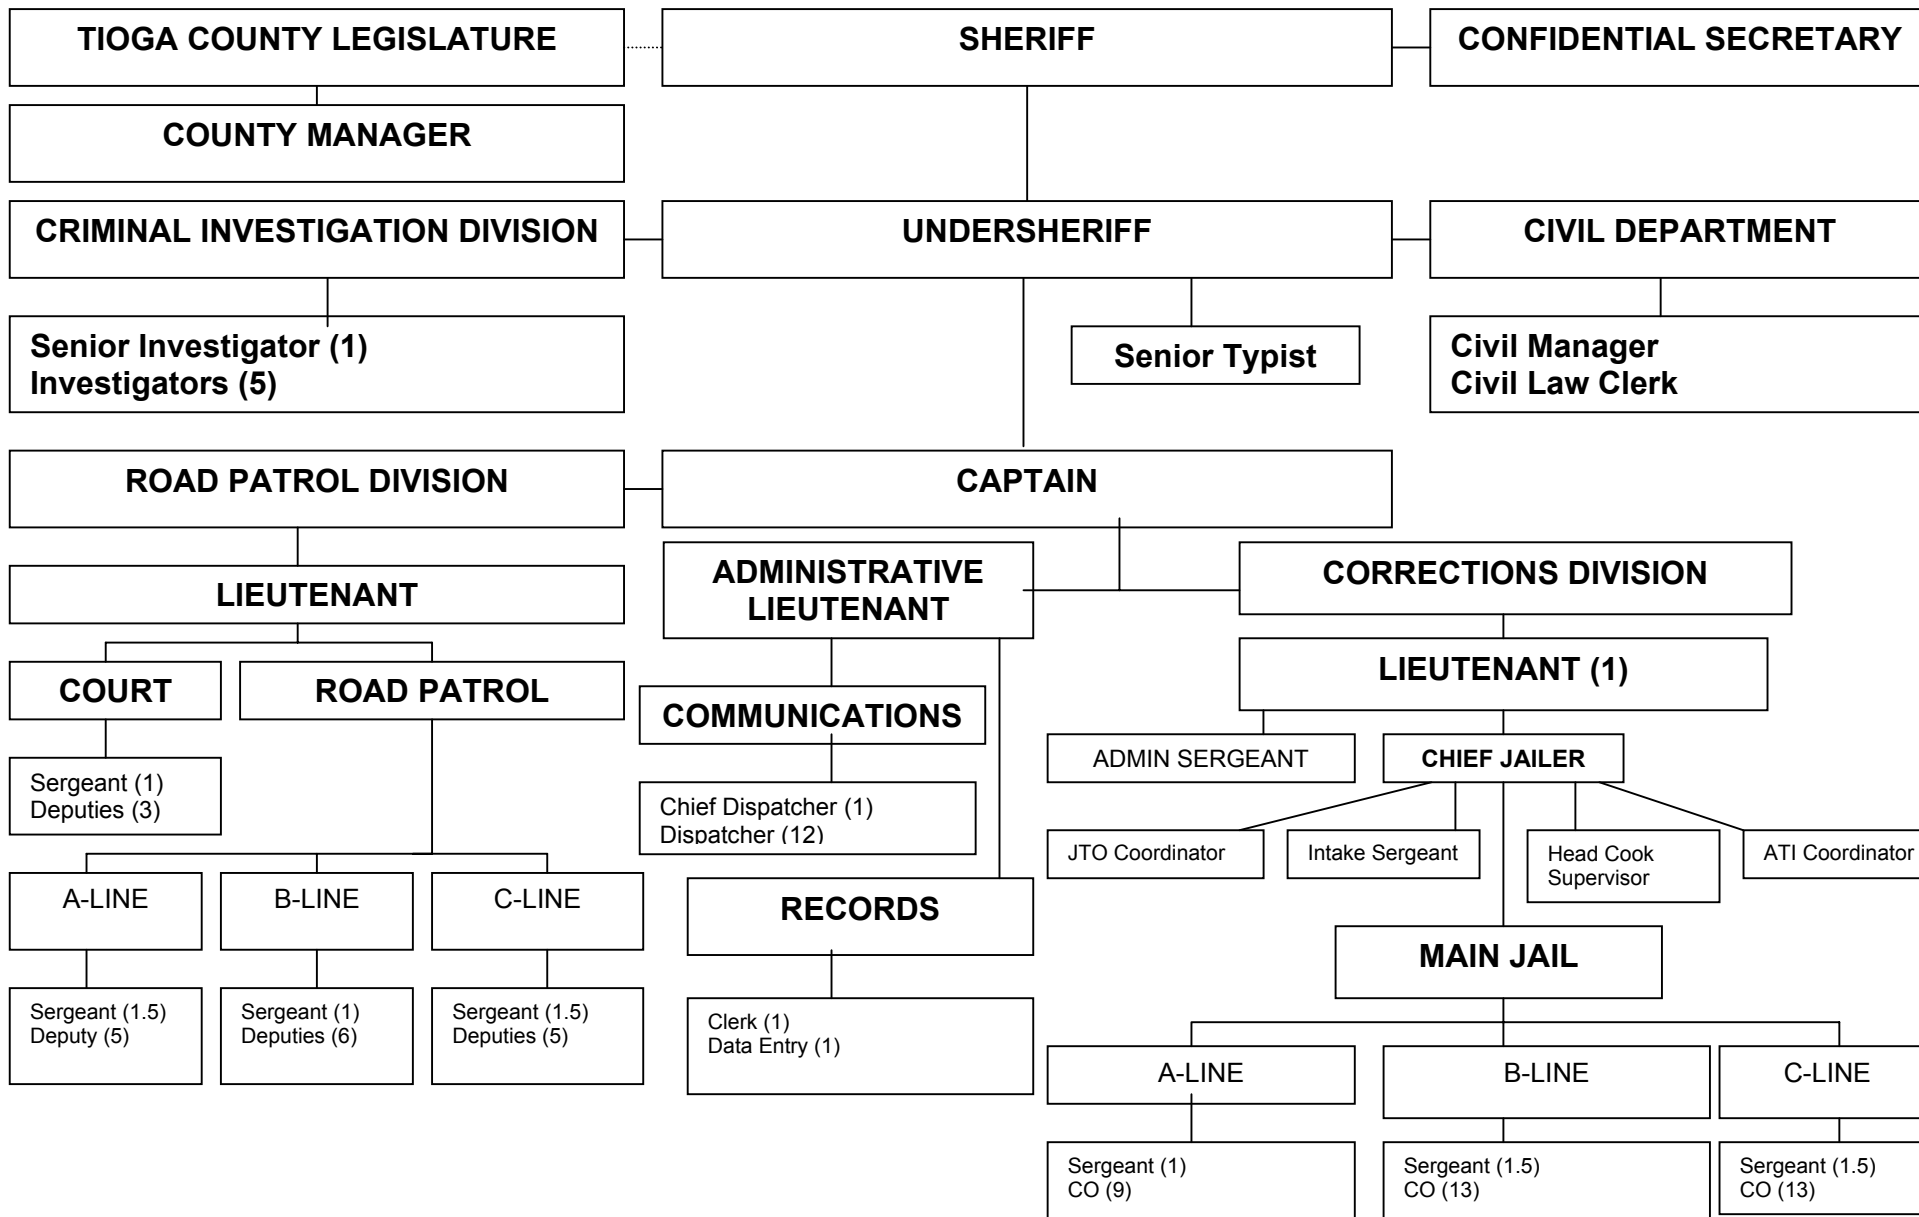 TIOGA COUNTY LEGISLATURE
SHERIFF
CONFIDENTIAL SECRETARY
COUNTY MANAGER
CRIMINAL INVESTIGATION DIVISION
UNDERSHERIFF
CIVIL DEPARTMENT
Senior Investigator (1)
Investigators (5)
Senior Typist
Civil Manager
Civil Law Clerk
ROAD PATROL DIVISION
CAPTAIN
LIEUTENANT
ADMINISTRATIVE
LIEUTENANT
CORRECTIONS DIVISION
COURT
ROAD PATROL
COMMUNICATIONS
LIEUTENANT (1)
Sergeant (1)
Deputies (3)
Chief Dispatcher (1)
Dispatcher (12)
ADMIN SERGEANT
CHIEF JAILER
JTO Coordinator
Intake Sergeant
Head Cook
Supervisor
ATI Coordinator
A-LINE
B-LINE
C-LINE
RECORDS
MAIN JAIL
Sergeant (1.5)
Deputy (5)
Sergeant (1)
Deputies (6)
Sergeant (1.5)
Deputies (5)
Clerk (1)
Data Entry (1)
A-LINE
B-LINE
C-LINE
Sergeant (1)
CO (9)
Sergeant (1.5)
CO (13)
Sergeant (1.5)
CO (13)